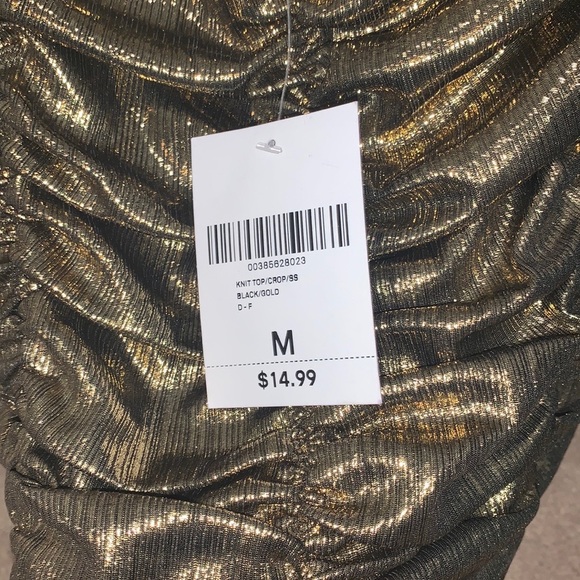 00385628023
KNIT TOP/CROP/SS
BLACK/GOLD
D - F
M
$14.99